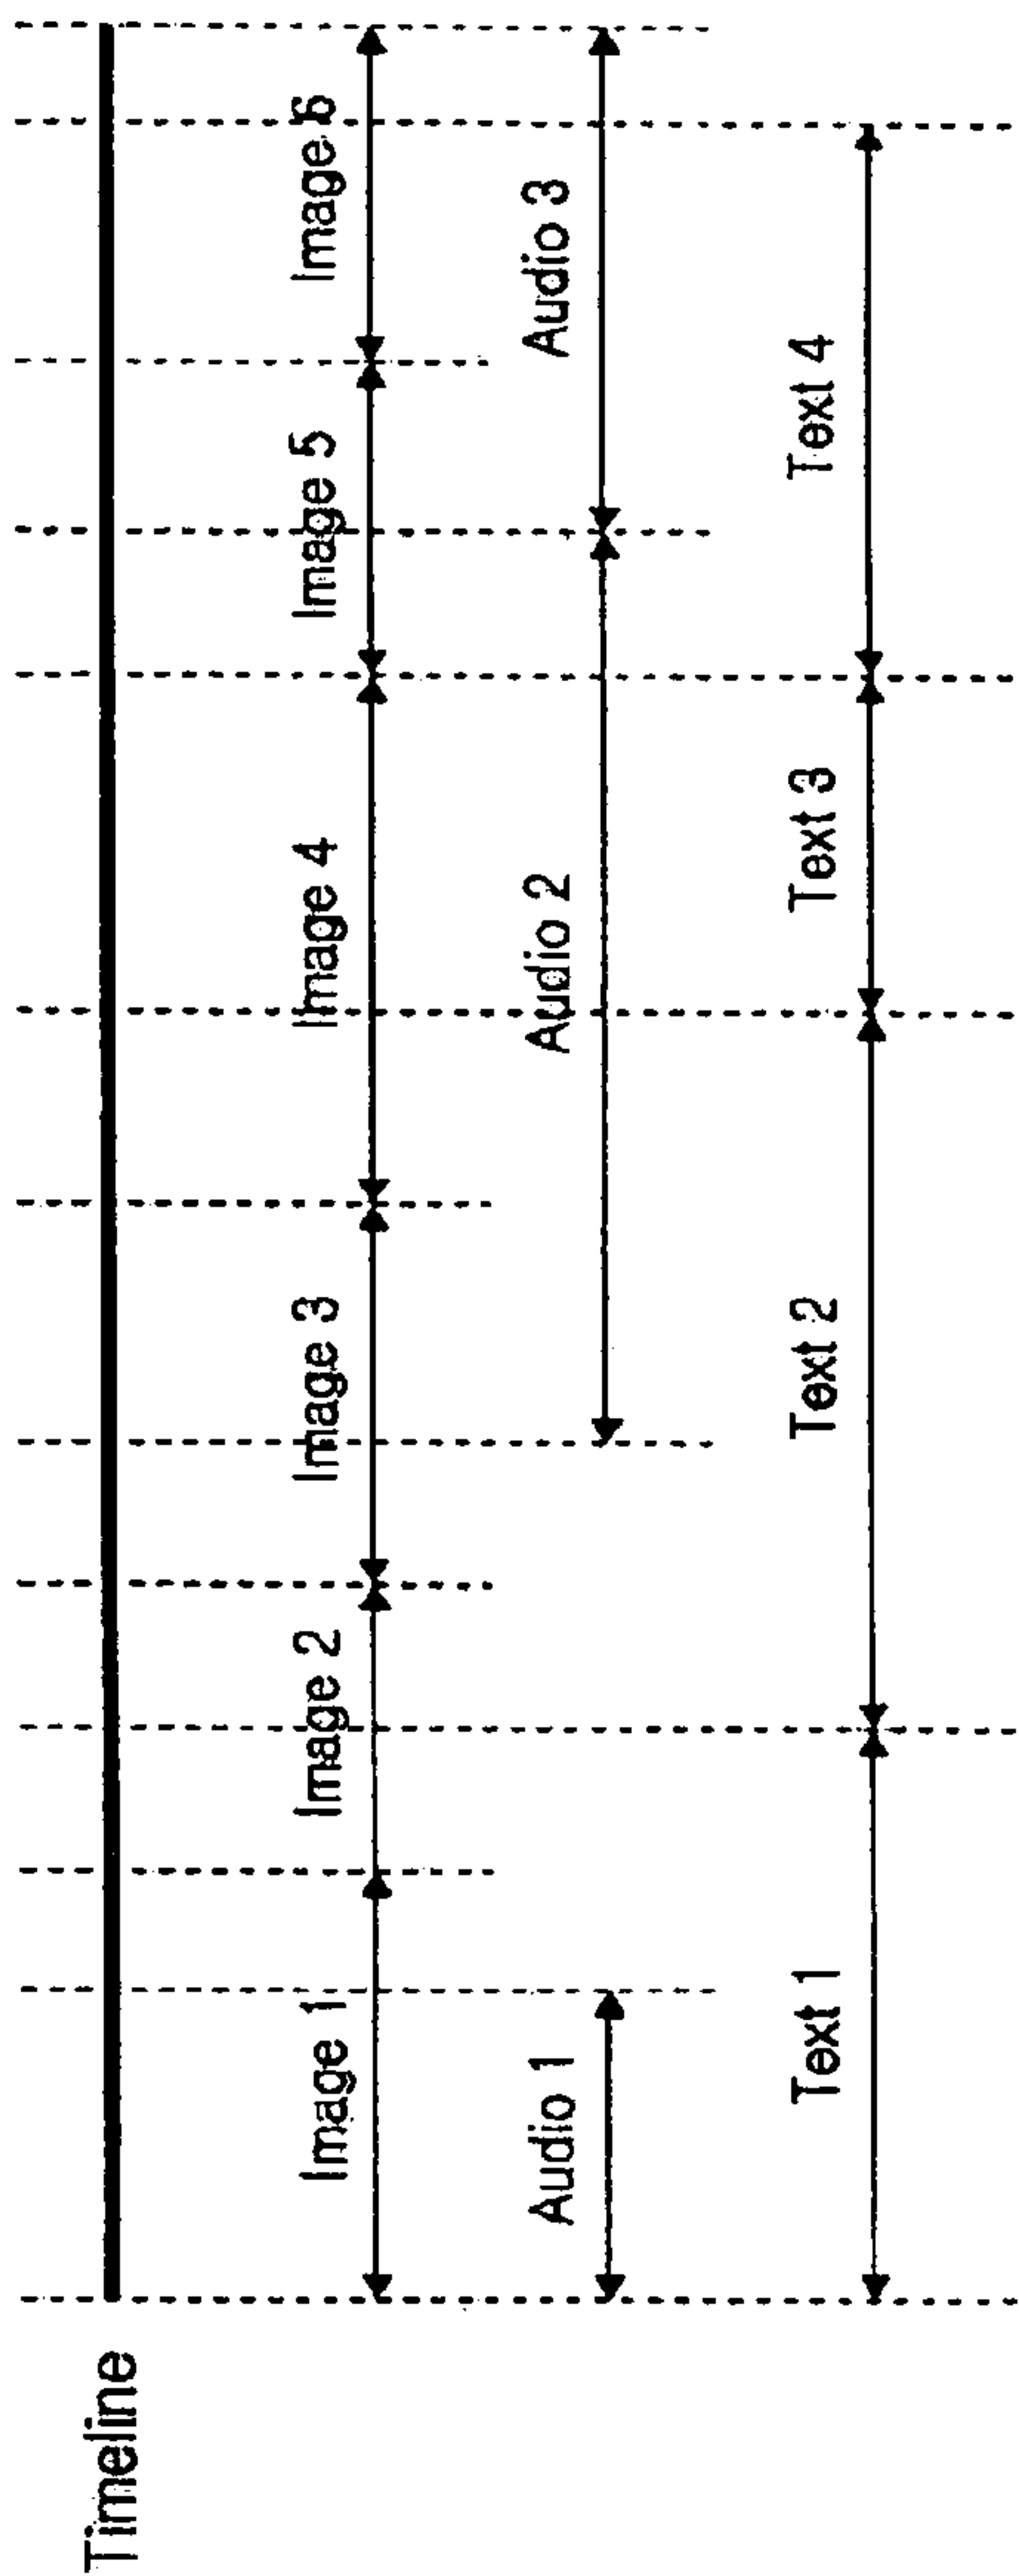 Timeline
Image 1
Image 2
Image 3
Image 4
Image 5
Image 6
Audio 1
Audio 2
Audio 3
Text 1
Text 2
Text 3
Text 4